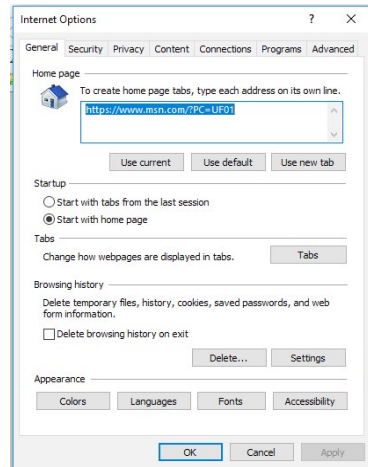 Internet Options ? ×
General Security Privacy Content Connections Programs Advanced
Home page
To create home page tabs, type each address on its own line.
https://www.msn.com/?PC=UF01
Use current Use default Use new tab
Startup
Start with tabs from the last session
Start with home page
Tabs
Change how webpages are displayed in tabs. Tabs
Browsing history
Delete temporary files, history, cookies, saved passwords, and web
form information.
Delete browsing history on exit
Delete... Settings
Appearance
Colors Languages Fonts Accessibility
OK Cancel Apply